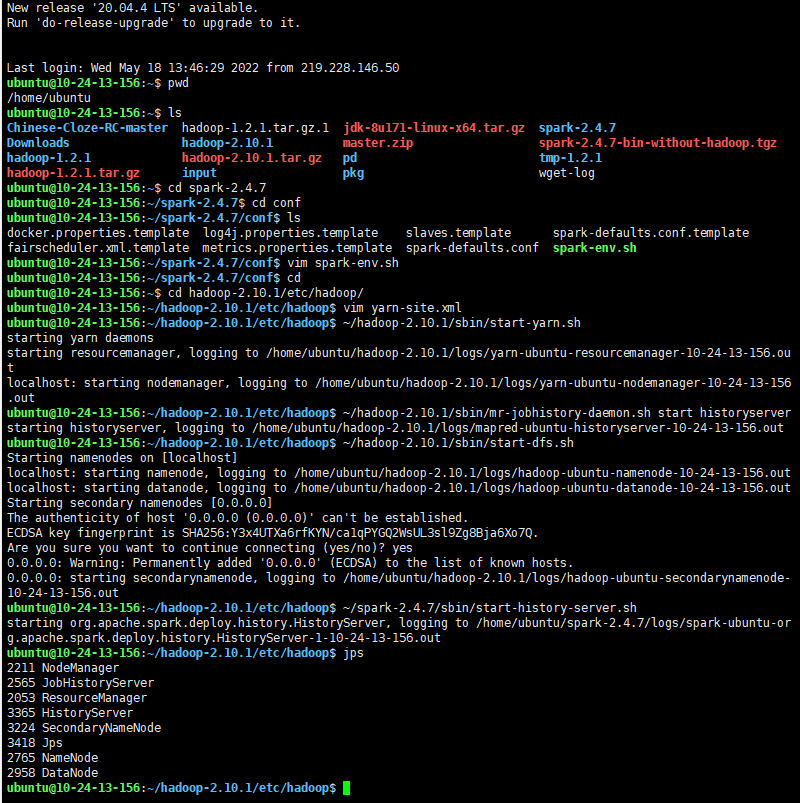 New release '20.04.4 LTS' available.
Run 'do-release-upgrade' to upgrade to it.
Last login: Wed May 18 13:46:29 2022 from 219.228.146.50
ubuntu@10-24-13-156:~$ pwd
/home/ubuntu
ubuntu@10-24-13-156:~$ ls
Chinese-Cloze-RC-master  hadoop-1.2.1.tar.gz.1  jdk-8u171-linux-x64.tar.gz  spark-2.4.7
Downloads                hadoop-2.10.1          master.zip                  spark-2.4.7-bin-without-hadoop.tgz
hadoop-1.2.1             hadoop-2.10.1.tar.gz   pd                          tmp-1.2.1
hadoop-1.2.1.tar.gz      input                  pkg                         wget-log
ubuntu@10-24-13-156:~$ cd spark-2.4.7
ubuntu@10-24-13-156:~/spark-2.4.7$ cd conf
ubuntu@10-24-13-156:~/spark-2.4.7/conf$ ls
docker.properties.template  log4j.properties.template    slaves.template      spark-defaults.conf.template
fairscheduler.xml.template  metrics.properties.template  spark-defaults.conf  spark-env.sh
ubuntu@10-24-13-156:~/spark-2.4.7/conf$ vim spark-env.sh
ubuntu@10-24-13-156:~/spark-2.4.7/conf$ cd
ubuntu@10-24-13-156:~$ cd hadoop-2.10.1/etc/hadoop/
ubuntu@10-24-13-156:~/hadoop-2.10.1/etc/hadoop$ vim yarn-site.xml
ubuntu@10-24-13-156:~/hadoop-2.10.1/etc/hadoop$ ~/hadoop-2.10.1/sbin/start-yarn.sh
starting yarn daemons
starting resourcemanager, logging to /home/ubuntu/hadoop-2.10.1/logs/yarn-ubuntu-resourcemanager-10-24-13-156.ou
t
localhost: starting nodemanager, logging to /home/ubuntu/hadoop-2.10.1/logs/yarn-ubuntu-nodemanager-10-24-13-156
.out
ubuntu@10-24-13-156:~/hadoop-2.10.1/etc/hadoop$ ~/hadoop-2.10.1/sbin/mr-jobhistory-daemon.sh start historyserver
starting historyserver, logging to /home/ubuntu/hadoop-2.10.1/logs/mapred-ubuntu-historyserver-10-24-13-156.out
ubuntu@10-24-13-156:~/hadoop-2.10.1/etc/hadoop$ ~/hadoop-2.10.1/sbin/start-dfs.sh
Starting namenodes on [localhost]
localhost: starting namenode, logging to /home/ubuntu/hadoop-2.10.1/logs/hadoop-ubuntu-namenode-10-24-13-156.out
localhost: starting datanode, logging to /home/ubuntu/hadoop-2.10.1/logs/hadoop-ubuntu-datanode-10-24-13-156.out
Starting secondary namenodes [0.0.0.0]
The authenticity of host '0.0.0.0 (0.0.0.0)' can't be established.
ECDSA key fingerprint is SHA256:Y3x4UTXa6rfKYN/ca1qPYGQ2WsUL3sl9Zg8Bja6Xo7Q.
Are you sure you want to continue connecting (yes/no)? yes
0.0.0.0: Warning: Permanently added '0.0.0.0' (ECDSA) to the list of known hosts.
0.0.0.0: starting secondarynamenode, logging to /home/ubuntu/hadoop-2.10.1/logs/hadoop-ubuntu-secondarynamenode-
10-24-13-156.out
ubuntu@10-24-13-156:~/hadoop-2.10.1/etc/hadoop$ ~/spark-2.4.7/sbin/start-history-server.sh
starting org.apache.spark.deploy.history.HistoryServer, logging to /home/ubuntu/spark-2.4.7/logs/spark-ubuntu-or
g.apache.spark.deploy.history.HistoryServer-1-10-24-13-156.out
ubuntu@10-24-13-156:~/hadoop-2.10.1/etc/hadoop$ jps
2211 NodeManager
2565 JobHistoryServer
2053 ResourceManager
3365 HistoryServer
3224 SecondaryNameNode
3418 Jps
2765 NameNode
2958 DataNode
ubuntu@10-24-13-156:~/hadoop-2.10.1/etc/hadoop$